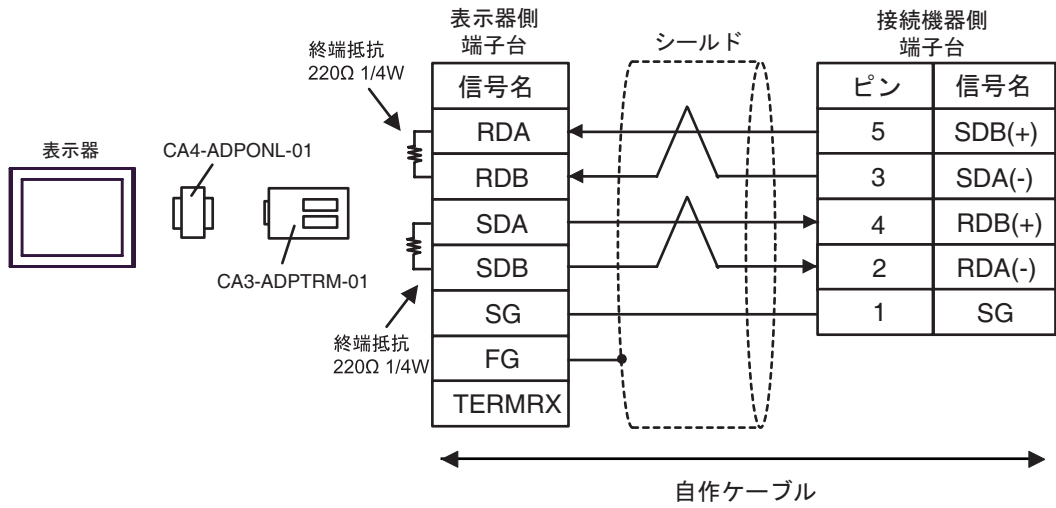 表示器側
端子台
終端抵抗
220Ω 1/4W
シールド
接続機器側
端子台
表示器
CA4-ADPONL-01
CA3-ADPTRM-01
信号名
RDA
RDB
SDA
SDB
SG
FG
TERMRX
終端抵抗
220Ω 1/4W
ピン 信号名
5 SDB(+)
3 SDA(-)
4 RDB(+)
2 RDA(-)
1 SG
自作ケーブル